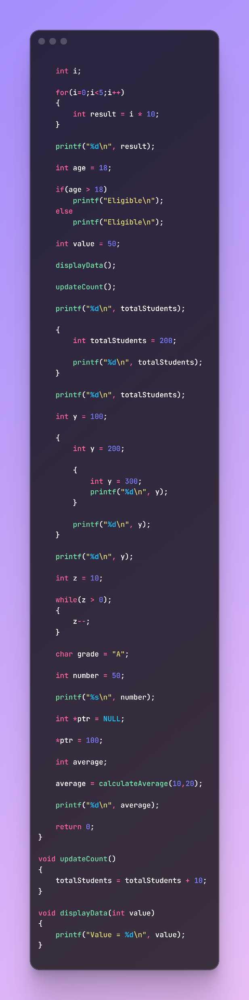 int i;
for(i=0;i<5;i++)
{
int result = i * 10;
}
printf("%d\n", result);
int age = 18;
if(age > 18)
printf("Eligible\n");
else
printf("Eligible\n");
int value = 50;
displayData();
updateCount();
printf("%d\n", totalStudents);
{
int totalStudents = 200;
printf("%d\n", totalStudents);
}
printf("%d\n", totalStudents);
int y = 100;
{
int y = 200;
{
int y = 300;
printf("%d\n", y);
}
printf("%d\n", y);
}
printf("%d\n", y);
int z = 10;
while(z > 0);
{
z--;
}
char grade = "A";
int number = 50;
printf("%s\n", number);
int *ptr = NULL;
*ptr = 100;
int average;
average = calculateAverage(10,20);
printf("%d\n", average);
return 0;
}
void updateCount()
{
totalStudents = totalStudents + 10;
}
void displayData(int value)
{
printf("Value = %d\n", value);
}